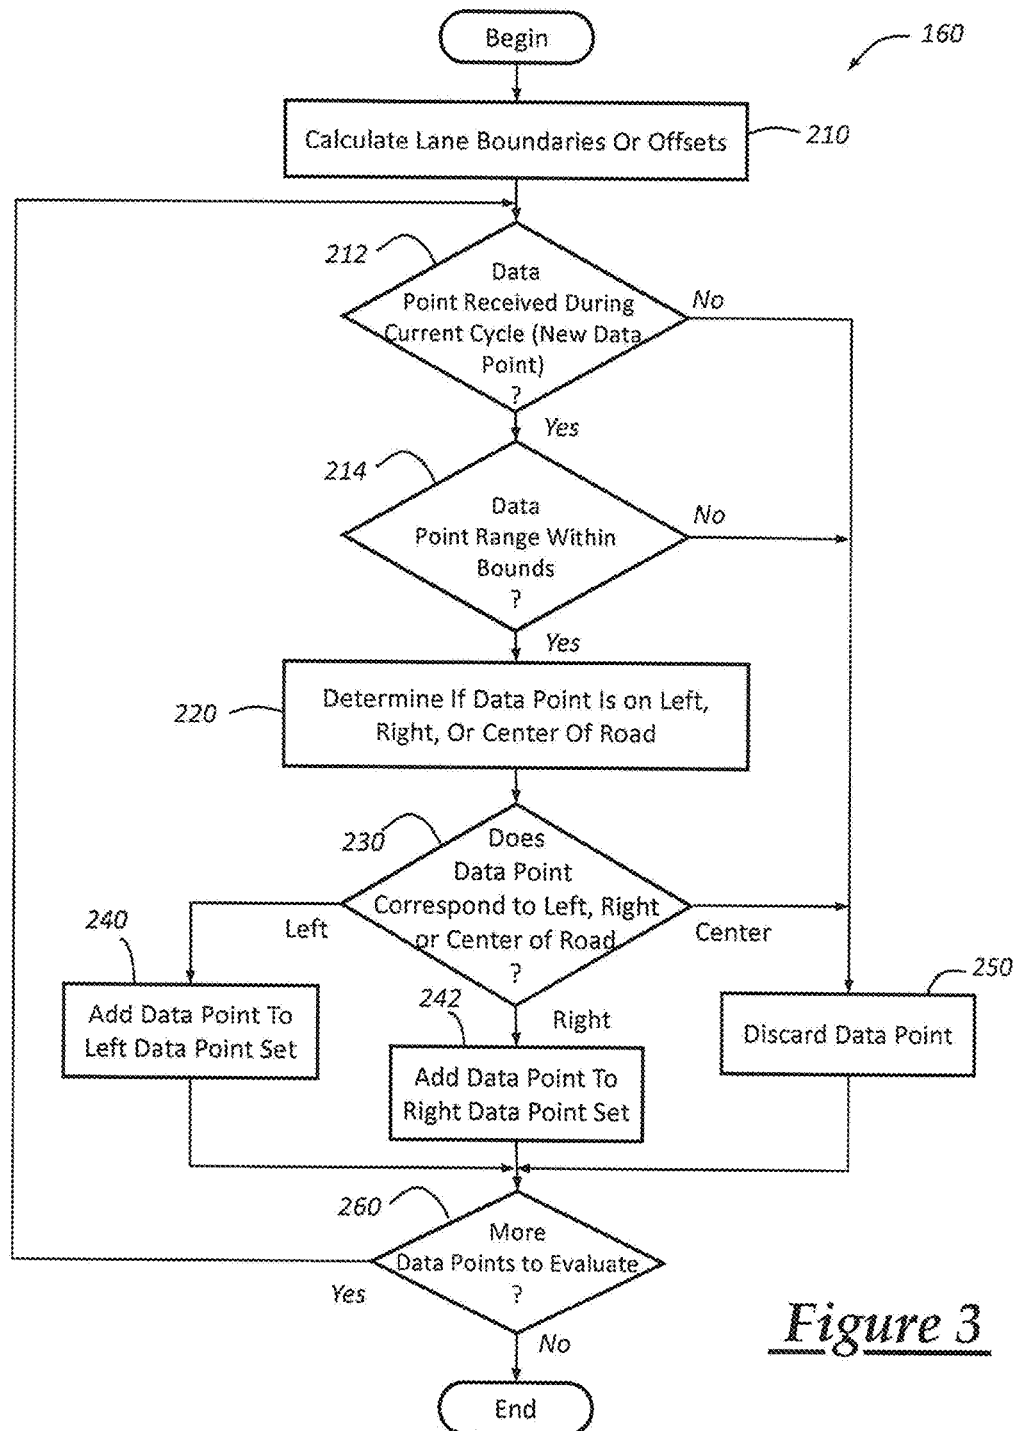 Begin
160
Calculate Lane Boundaries Or Offsets
210
212
Data
Point Received During
Current Cycle (New Data
Point)
?
No
Yes
214
Data
Point Range Within
Bounds
?
No
Yes
220
Determine If Data Point Is on Left,
Right, Or Center Of Road
230
Does
Data Point
Correspond to Left, Right
or Center of Road
?
Left
Center
Right
240
Add Data Point To
Left Data Point Set
242
Add Data Point To
Right Data Point Set
250
Discard Data Point
260
More
Data Points to Evaluate
?
Yes
No
End
Figure 3